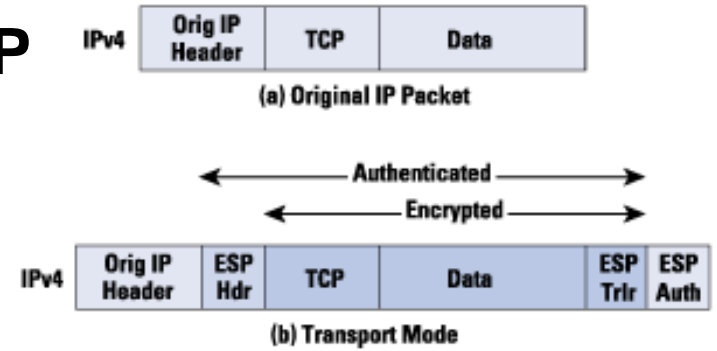 P
IPv4
Orig IP
Header
TCP
Data
(a) Original IP Packet
Authenticated
Encrypted
IPv4
Orig IP
Header
ESP
Hdr
TCP
Data
ESP
Trlr
ESP
Auth
(b) Transport Mode